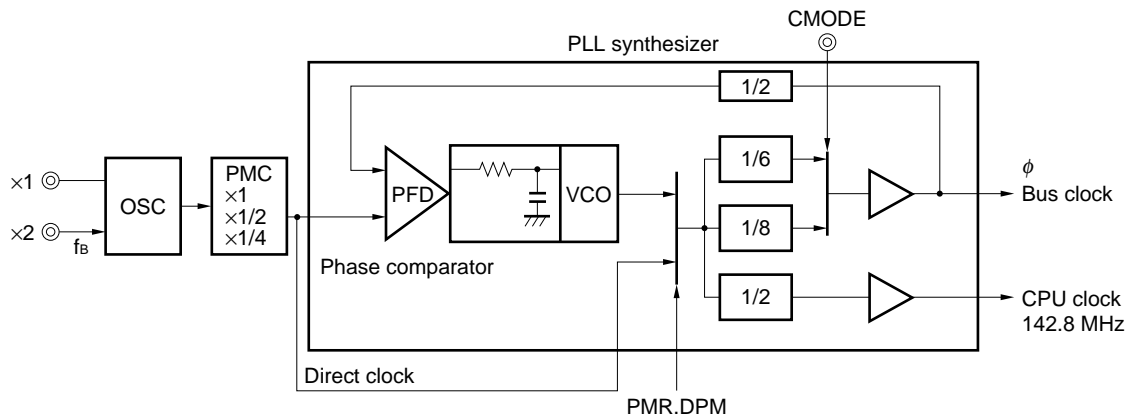 CMODE
PLL synthesizer
1/2
1/6
PMC
×1
×1/2
×1/4
×1
OSC
PFD
VCO
ϕ
Bus clock
×2
fB
1/8
Phase comparator
1/2
CPU clock
142.8 MHz
Direct clock
PMR.DPM